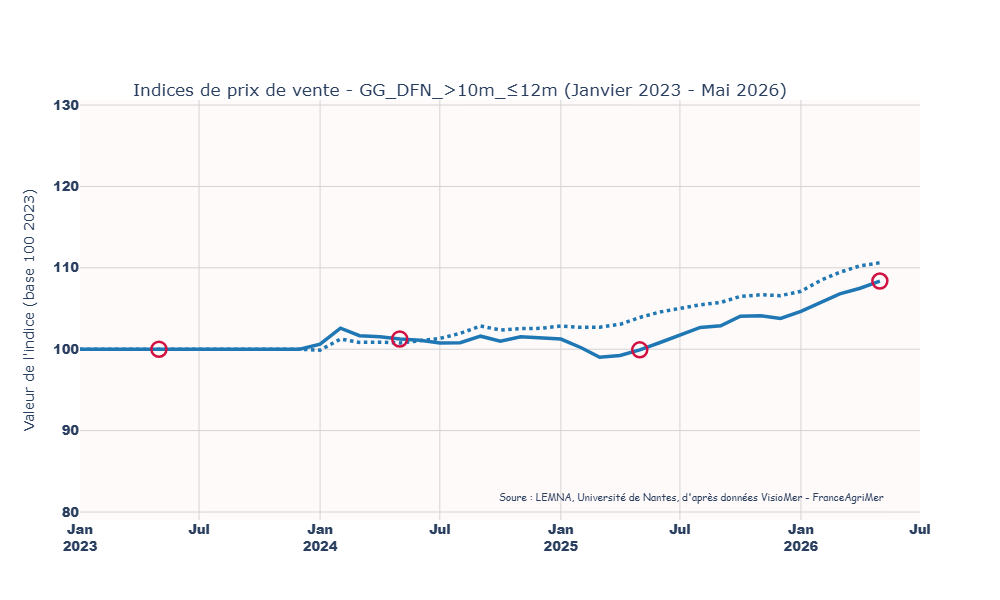 Indices de prix de vente - GG_DFN_>10m_≤12m (Janvier 2023 - Mai 2026)
Valeur de l'indice (base 100 2023)
130
120
110
100
90
80
Soure : LEMNA, Université de Nantes, d'après données VisioMer - FranceAgriMer
Jan Jul Jan Jul Jan Jul Jan Jul
2023 2024 2025 2026